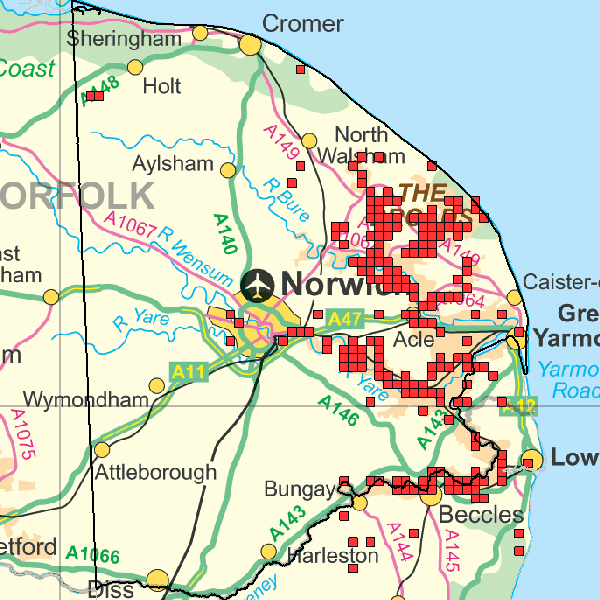 Cromer
Sheringham
Coast
A148
Holt
A149
North
Walsham
Aylsham
ORFOLK
THE
R Bure
A1067
A140
R Wensum
A149
ham
Norwich
Caister-
R Yare
A47
A1064
Gre
Yarmo
Acle
A11
R Yare
Yarmo
Road
Wymondham
A146
A143
A12
A1075
Attleborough
Low
Bungay
Beccles
A143
A144
A145
etford
A1066
Harleston
Diss
eney